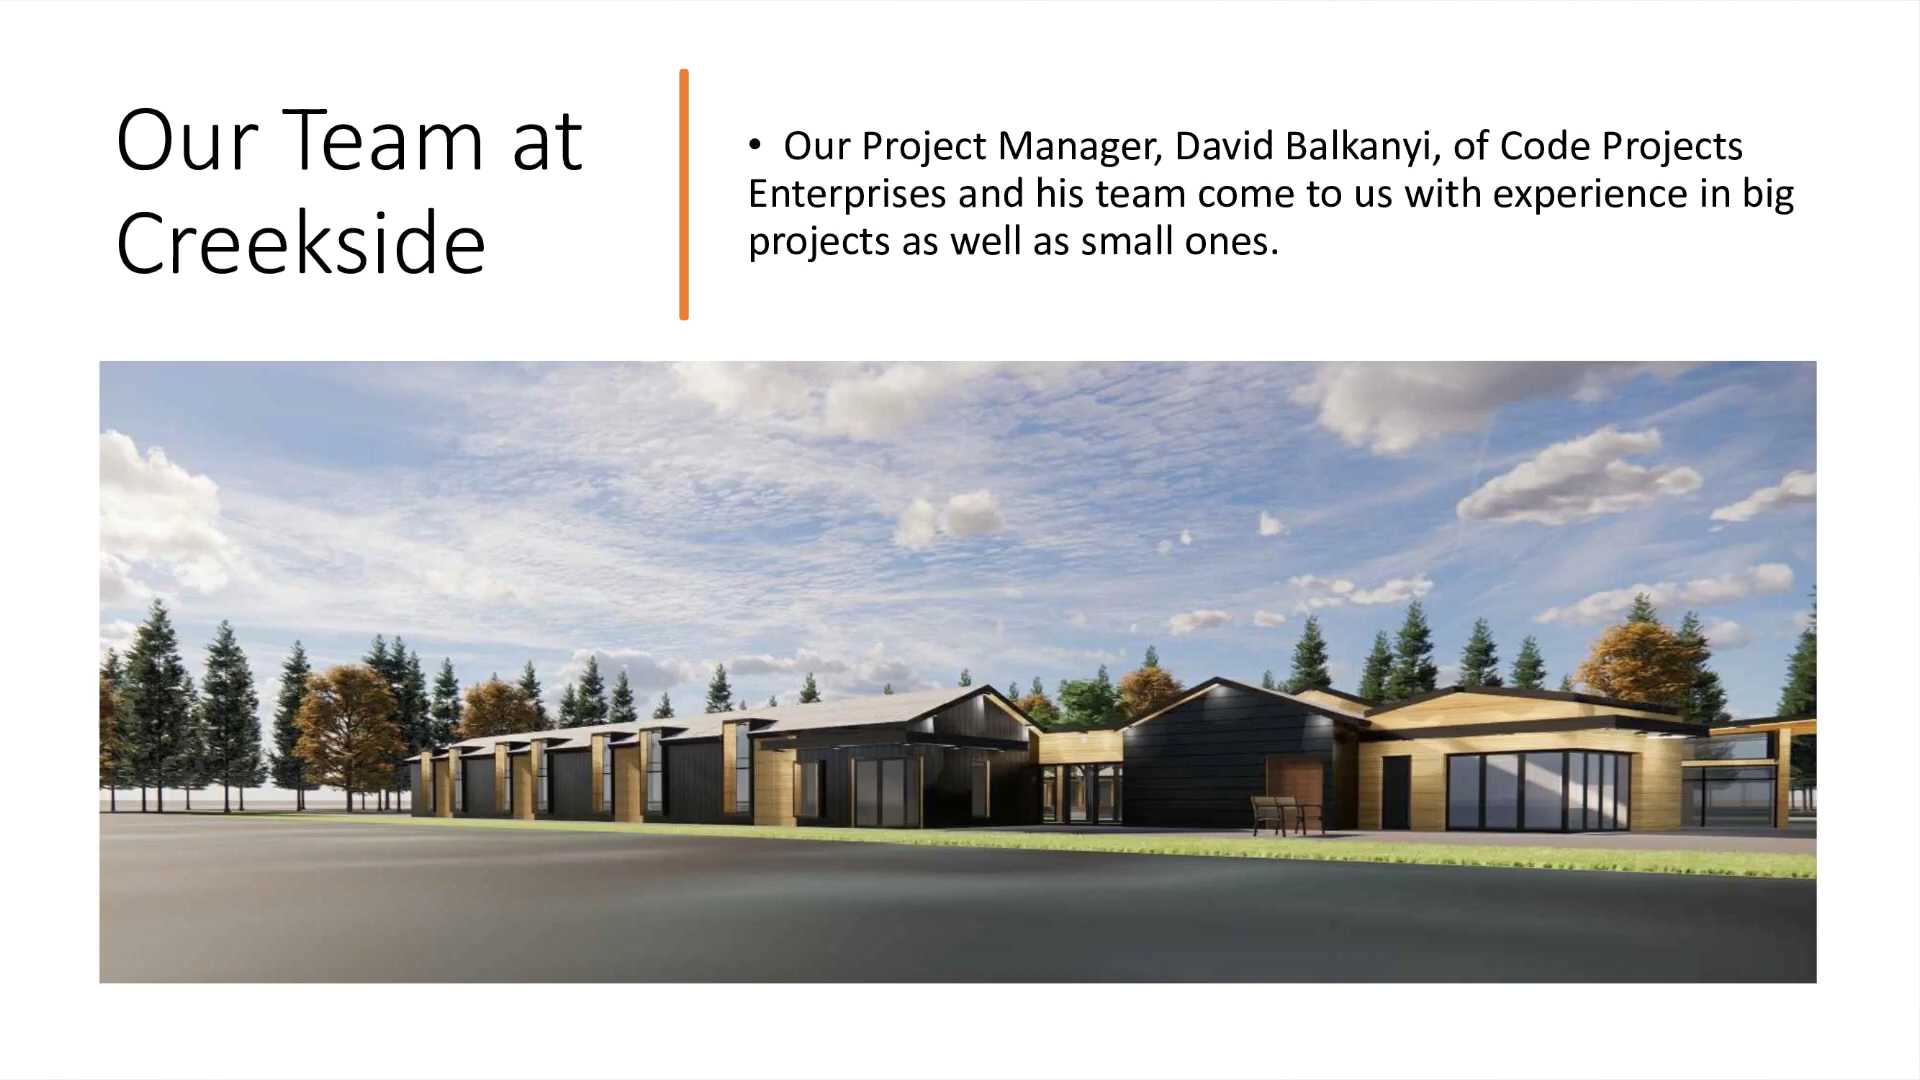 Our Team at
Creekside
• Our Project Manager, David Balkanyi, of Code Projects
Enterprises and his team come to us with experience in big
projects as well as small ones.